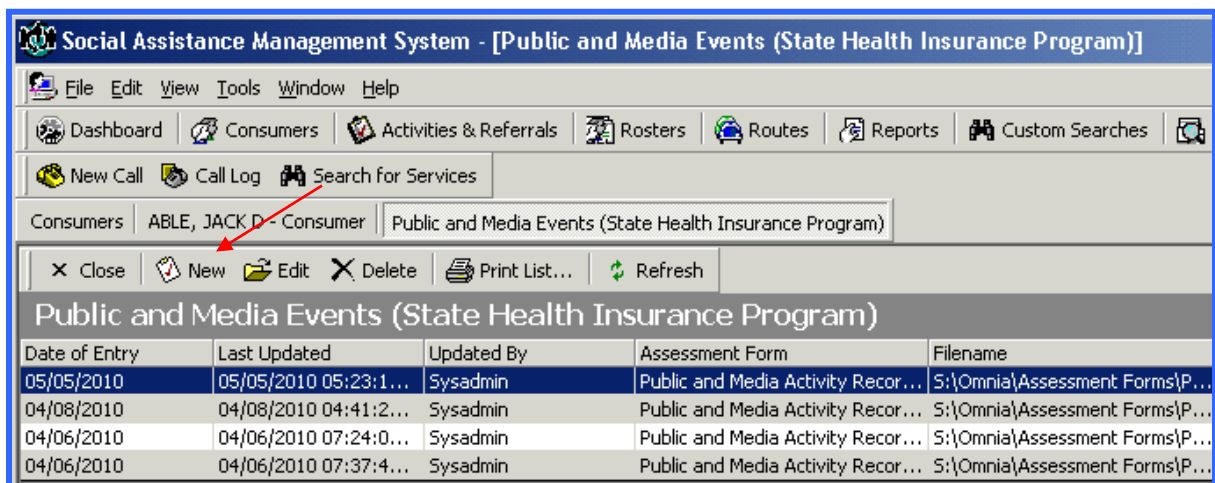 Social Assistance Management System - [Public and Media Events (State Health Insurance Program)]
File Edit View Tools Window Help
Dashboard Consumers Activities & Referrals Rosters Routes Reports Custom Searches
New Call Call Log Search for Services
Consumers ABLE, JACK D - Consumer Public and Media Events (State Health Insurance Program)
Close New Edit Delete Print List... Refresh
Public and Media Events (State Health Insurance Program)
Date of Entry Last Updated Updated By Assessment Form Filename
05/05/2010 05/05/2010 05:23:1... Sysadmin Public and Media Activity Recor... S:\Omnia\Assessment Forms\P...
04/08/2010 04/08/2010 04:41:2... Sysadmin Public and Media Activity Recor... S:\Omnia\Assessment Forms\P...
04/06/2010 04/06/2010 07:24:0... Sysadmin Public and Media Activity Recor... S:\Omnia\Assessment Forms\P...
04/06/2010 04/06/2010 07:37:4... Sysadmin Public and Media Activity Recor... S:\Omnia\Assessment Forms\P...